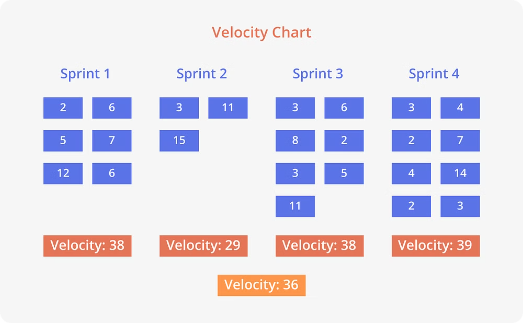 Velocity Chart
Sprint 1 Sprint 2 Sprint 3 Sprint 4
2 6 3 11 3 6 3 4
5 7 15 8 2 2 7
12 6 3 5 4 14
11 2 3
Velocity: 38 Velocity: 29 Velocity: 38 Velocity: 39
Velocity: 36